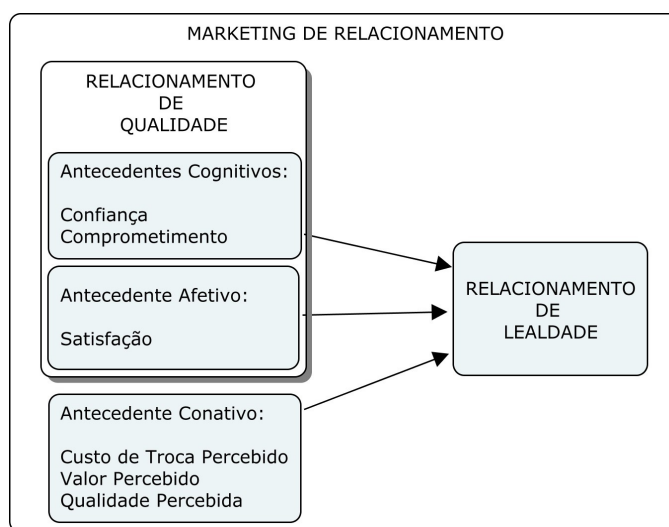 MARKETING DE RELACIONAMENTO
RELACIONAMENTO
DE
QUALIDADE
Antecedentes Cognitivos:
Confiança
Comprometimento
Antecedente Afetivo:
Satisfação
Antecedente Conativo:
Custo de Troca Percebido
Valor Percebido
Qualidade Percebida
RELACIONAMENTO
DE
LEALDADE